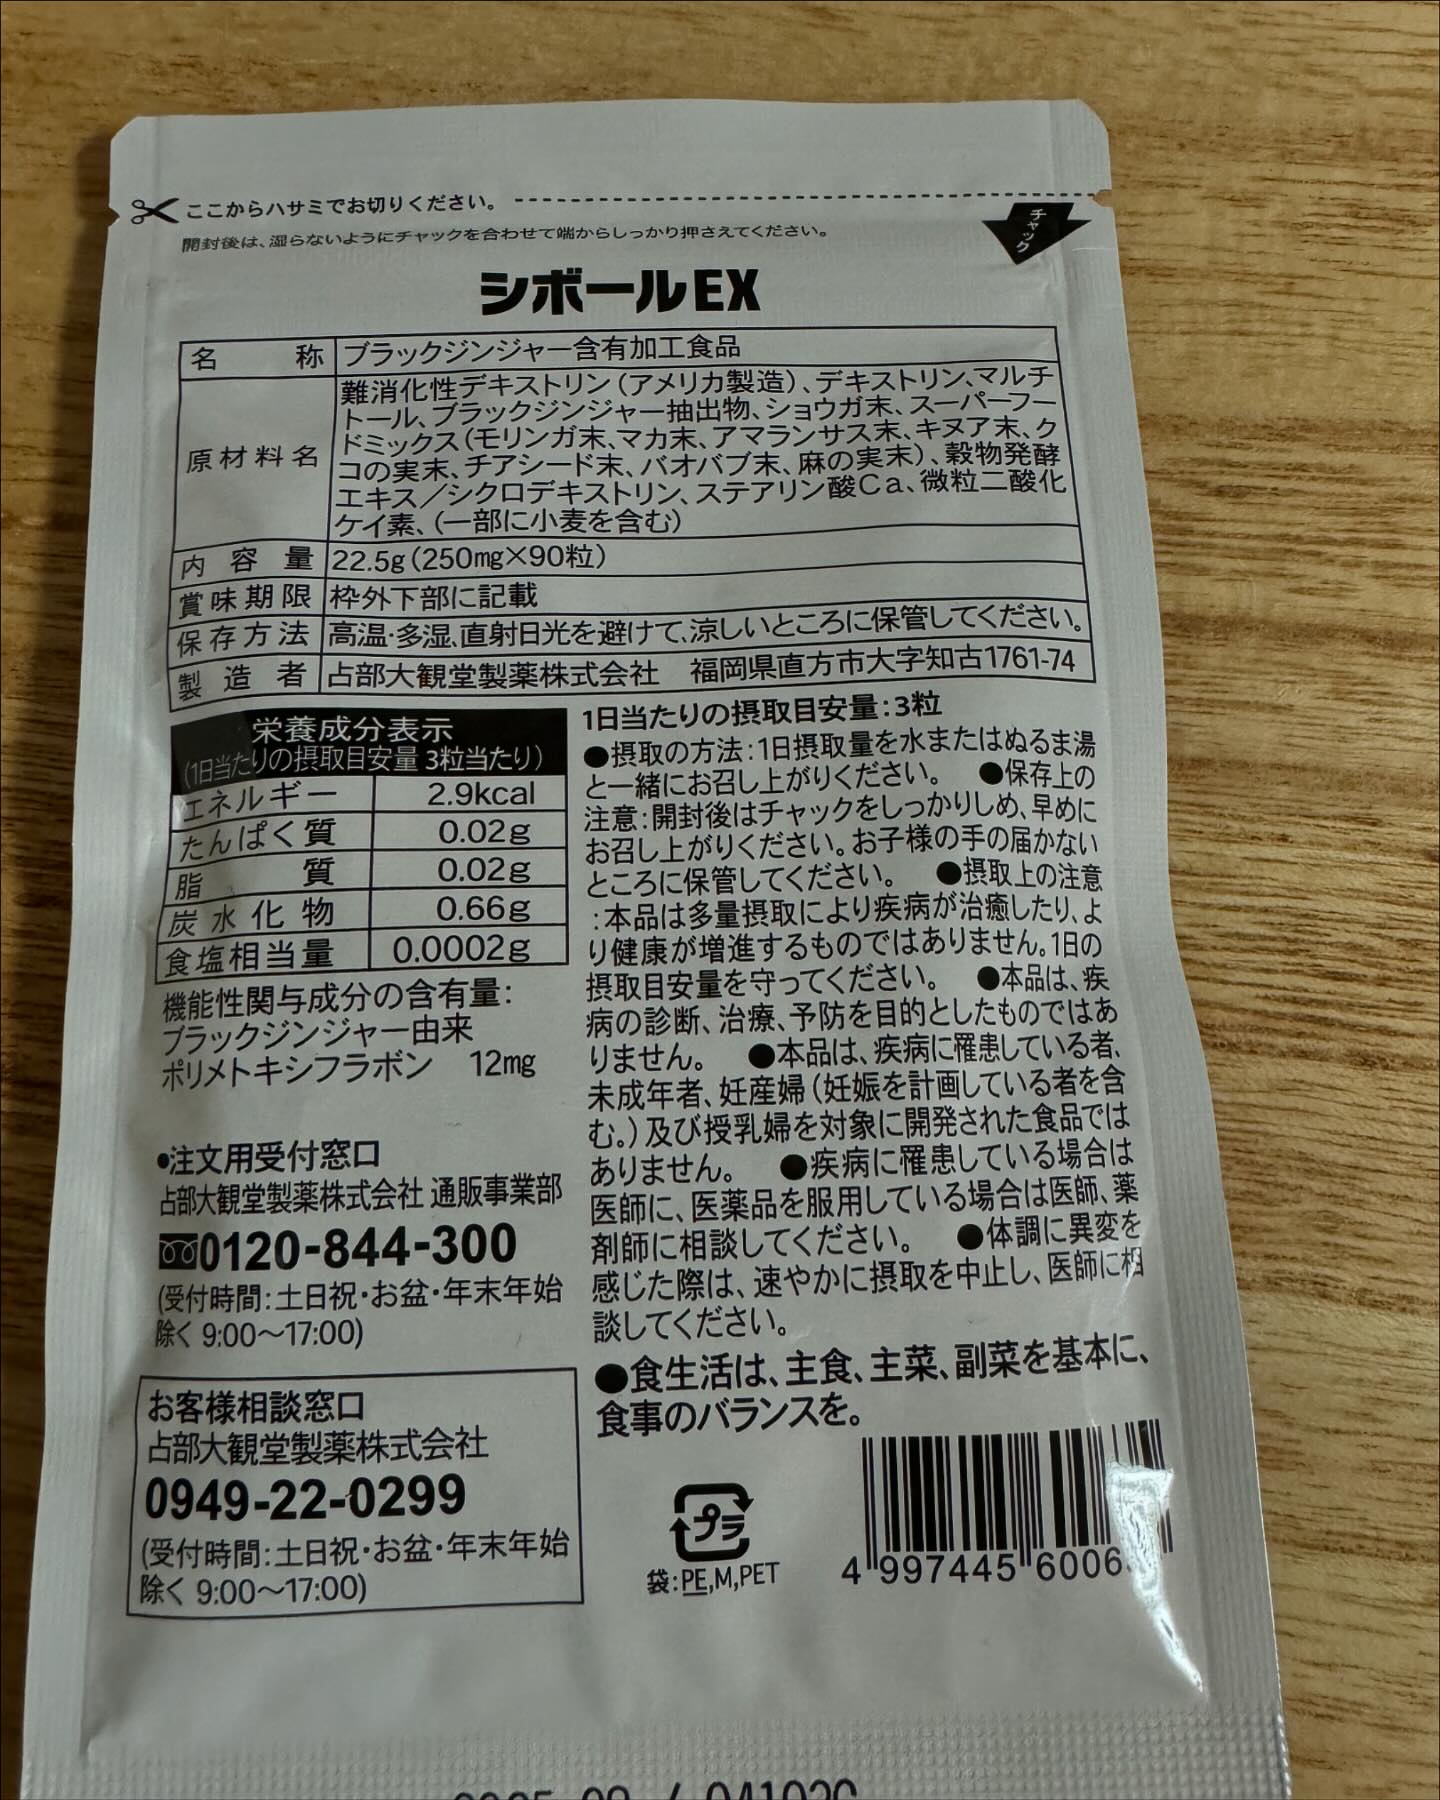 ここからハサミでお切りください。
開封後は、湿らないようにチャックを合わせて端からしっかり押さえてください。
チャック
シボールEX
名称 ブラックジンジャー含有加工食品
原材料名 難消化性デキストリン(アメリカ製造)、デキストリン、マルチ
トール、ブラックジンジャー抽出物、ショウガ末、スーパーフー
ドミックス(モリンガ末、マカ末、アマランサス末、キヌア末、ク
コの実末、チアシード末、バオバブ末、麻の実末)、穀物発酵
エキス/シクロデキストリン、ステアリン酸Ca、微粒二酸化
ケイ素、(一部に小麦を含む)
内容量 22.5g(250mg×90粒)
賞味期限 枠外下部に記載
保存方法 高温・多湿、直射日光を避けて、涼しいところに保管してください。
製造者 占部大観堂製薬株式会社 福岡県直方市大字知古1761-74
栄養成分表示
(1日当たりの摂取目安量 3粒当たり)
エネルギー 2.9kcal
たんぱく質 0.02g
脂質 0.02g
炭水化物 0.66g
食塩相当量 0.0002g
機能性関与成分の含有量:
ブラックジンジャー由来
ポリメトキシフラボン 12mg
•注文用受付窓口
占部大観堂製薬株式会社 通販事業部
0120-844-300
(受付時間:土日祝・お盆・年末年始
除く 9:00〜17:00)
お客様相談窓口
占部大観堂製薬株式会社
0949-22-0299
(受付時間:土日祝・お盆・年末年始
除く 9:00〜17:00)
1日当たりの摂取目安量:3粒
●摂取の方法:1日摂取量を水またはぬるま湯
と一緒にお召し上がりください。 ●保存上の
注意:開封後はチャックをしっかりしめ、早めに
お召し上がりください。お子様の手の届かない
ところに保管してください。 ●摂取上の注意
:本品は多量摂取により疾病が治癒したり、よ
り健康が増進するものではありません。1日の
摂取目安量を守ってください。 ●本品は、疾
病の診断、治療、予防を目的としたものではあ
りません。 ●本品は、疾病に罹患している者、
未成年者、妊産婦(妊娠を計画している者を含
む。)及び授乳婦を対象に開発された食品では
ありません。 ●疾病に罹患している場合は
医師に、医薬品を服用している場合は医師、薬
剤師に相談してください。 ●体調に異変を
感じた際は、速やかに摂取を中止し、医師に相
談してください。
●食生活は、主食、主菜、副菜を基本に、
食事のバランスを。
プラ
袋:PE,M,PET
4 997445 6006